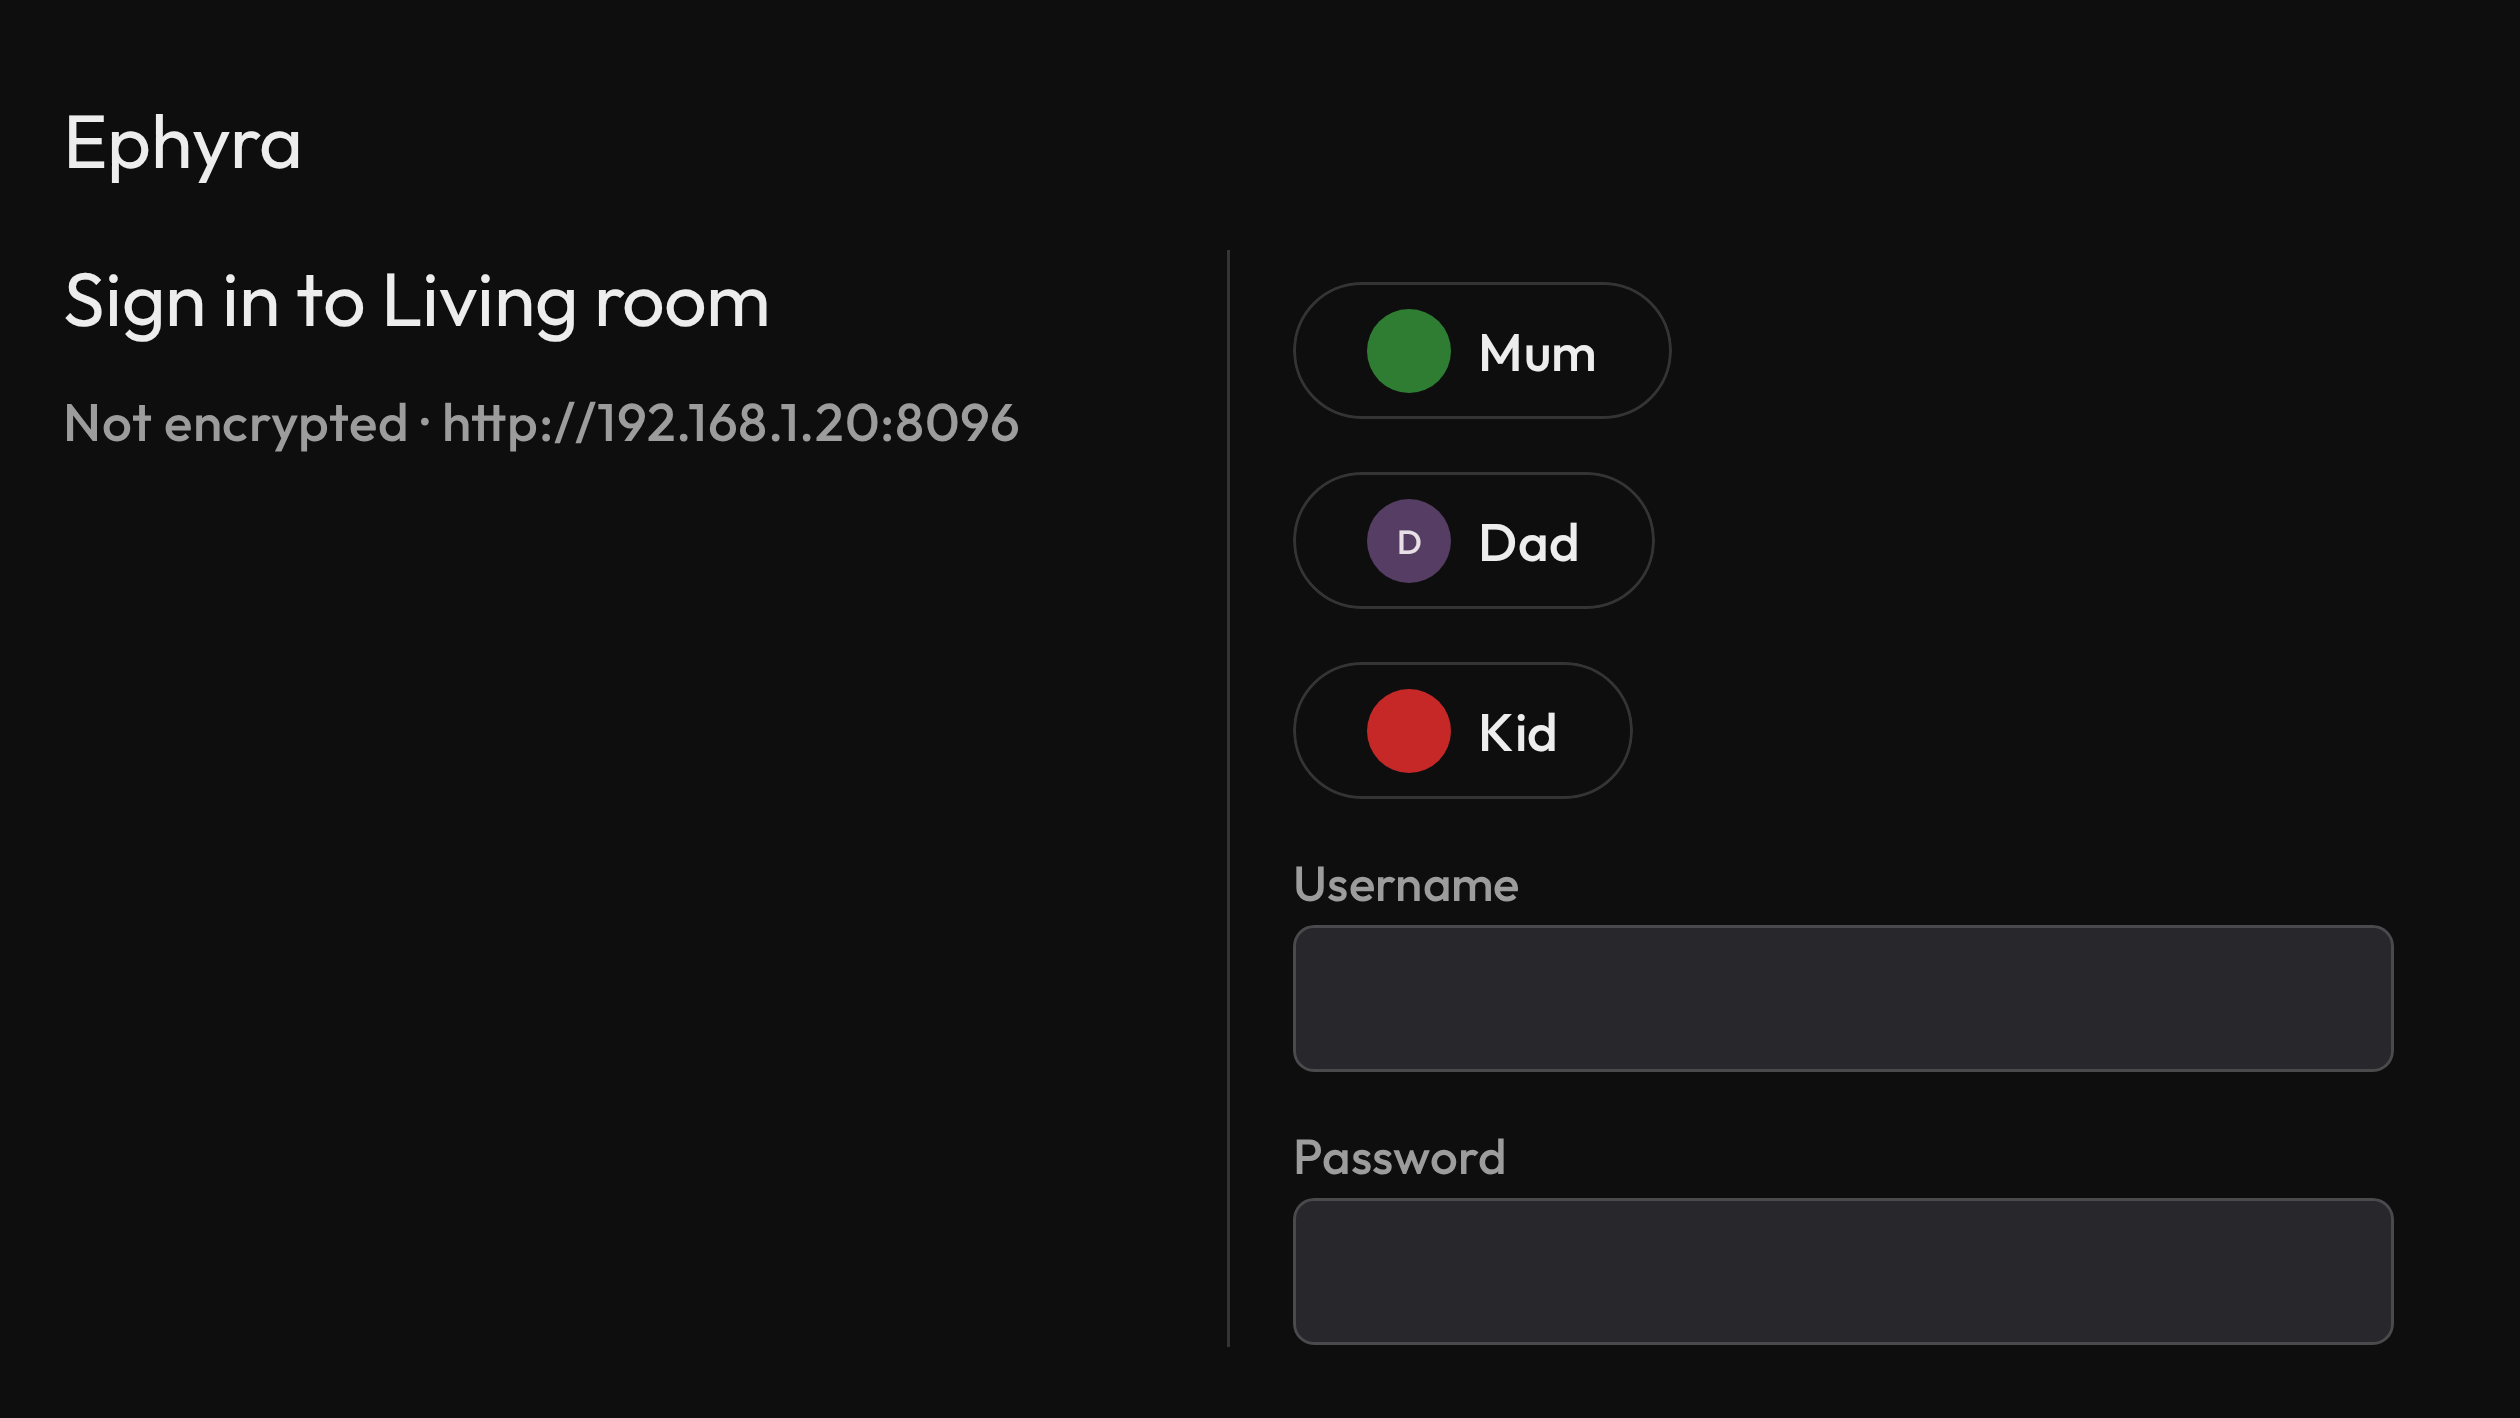 Ephyra
Sign in to Living room
Not encrypted · http://192.168.1.20:8096
Mum
D Dad
Kid
Username
Password